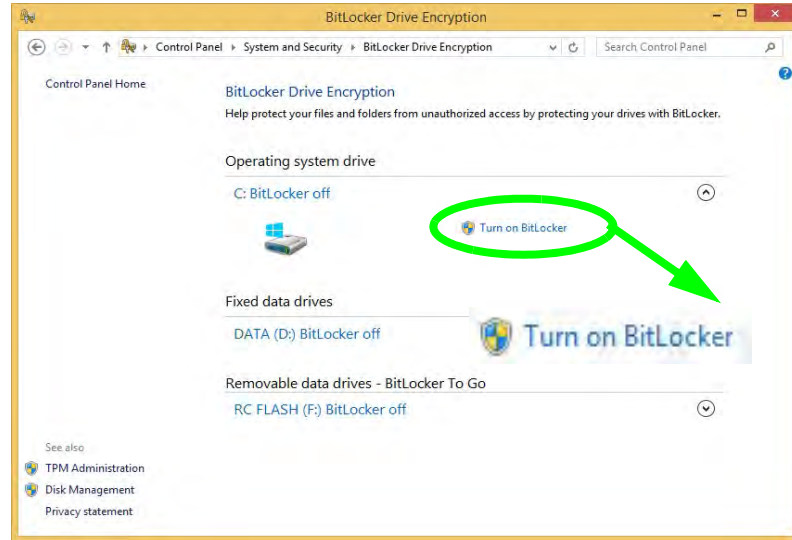 BitLocker Drive Encryption
Control Panel System and Security BitLocker Drive Encryption Search Control Panel
Control Panel Home
BitLocker Drive Encryption
Help protect your files and folders from unauthorized access by protecting your drives with BitLocker.
Operating system drive
C: BitLocker off
Turn on BitLocker
Fixed data drives
DATA (D:) BitLocker off
Turn on BitLocker
Removable data drives - BitLocker To Go
RC FLASH (F:) BitLocker off
See also
TPM Administration
Disk Management
Privacy statement